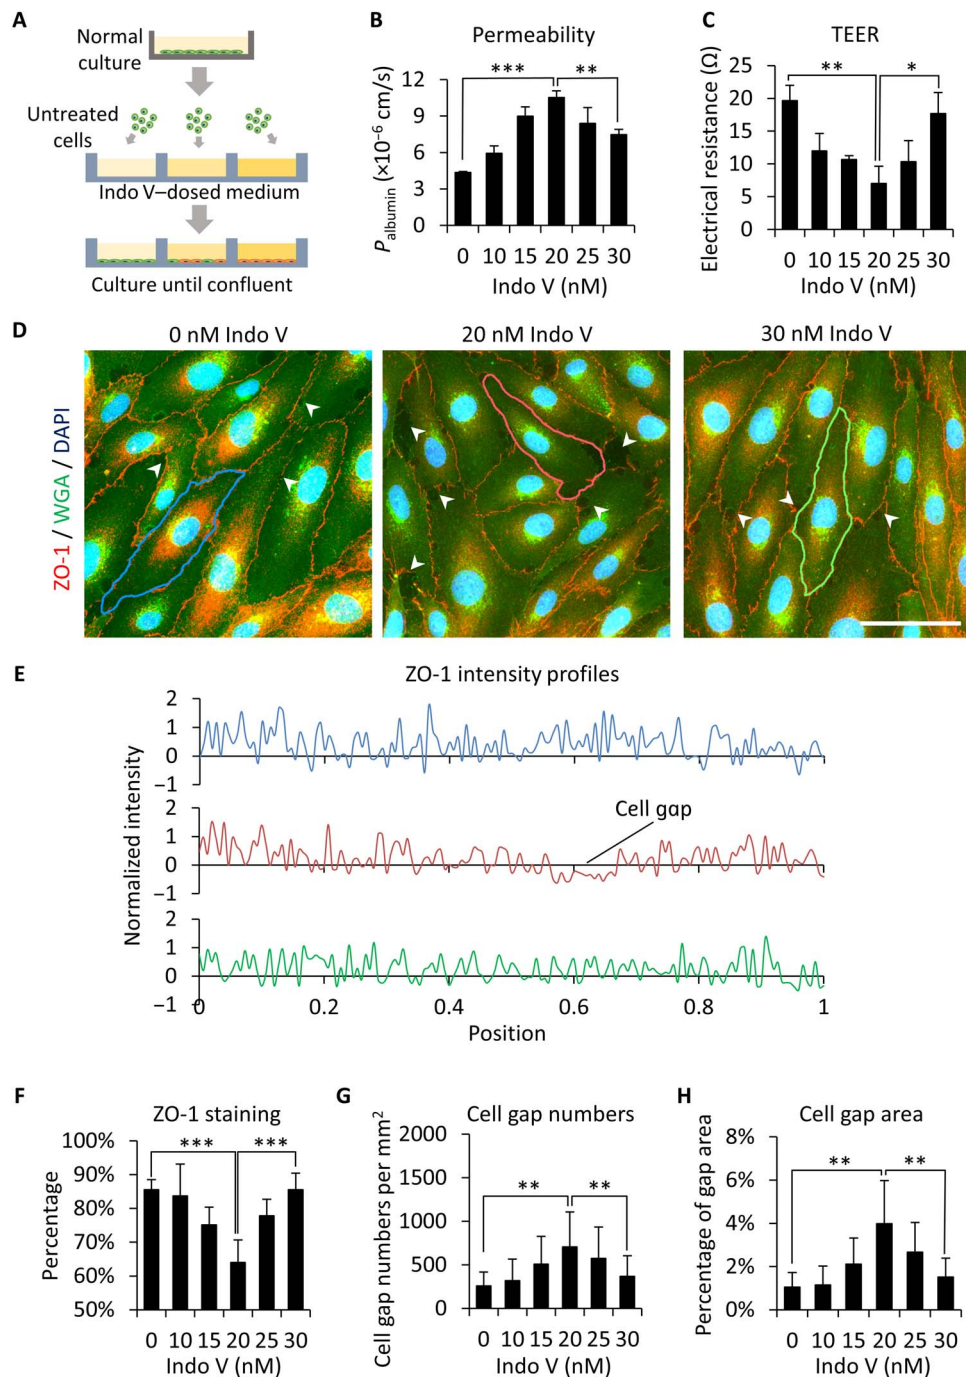 A
Normal
culture
Untreated
cells
Indo V–dosed medium
Culture until confluent
B
Permeability
P albumin (×10⁻⁶ cm/s)
*** **
12
9
6
3
0
0 10 15 20 25 30
Indo V (nM)
C
TEER
Electrical resistance (Ω)
** *
25
20
15
10
5
0
0 10 15 20 25 30
Indo V (nM)
D
0 nM Indo V 20 nM Indo V 30 nM Indo V
ZO-1 / WGA / DAPI
E
ZO-1 intensity profiles
Normalized intensity
2
1
0
−1
2
1
0
−1
Cell gap
2
1
0
−1
0 0.2 0.4 0.6 0.8 1
Position
F
ZO-1 staining
Percentage
*** ***
100%
90%
80%
70%
60%
50%
0 10 15 20 25 30
Indo V (nM)
G
Cell gap numbers
Cell gap numbers per mm²
** **
2000
1500
1000
500
0
0 10 15 20 25 30
Indo V (nM)
H
Cell gap area
Percentage of gap area
** **
8%
6%
4%
2%
0%
0 10 15 20 25 30
Indo V (nM)